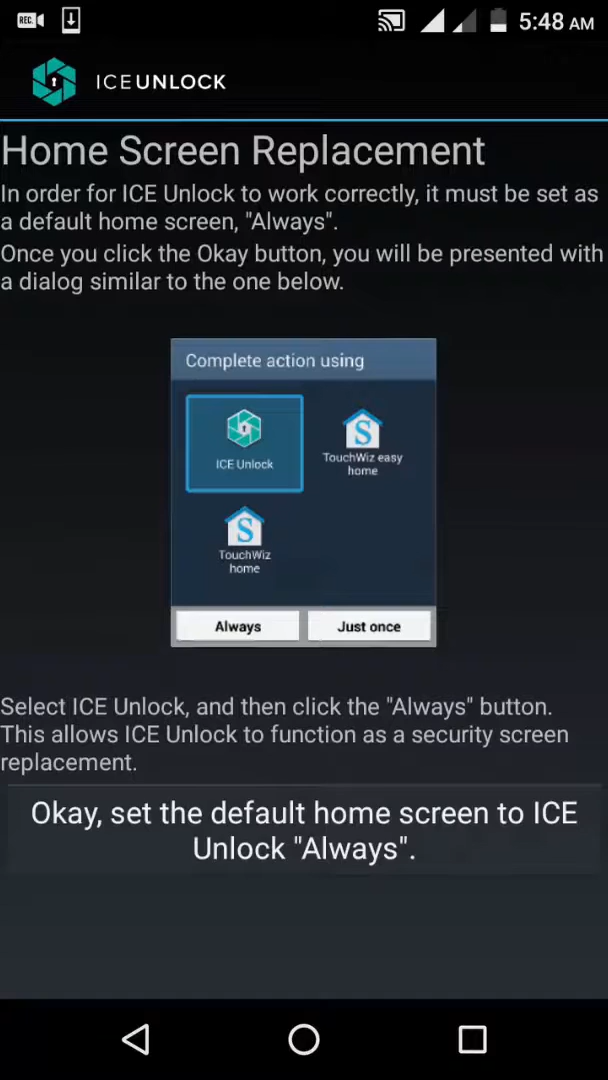 REC
5:48 AM
ICEUNLOCK
Home Screen Replacement
In order for ICE Unlock to work correctly, it must be set as
a default home screen, "Always".
Once you click the Okay button, you will be presented with
a dialog similar to the one below.
Complete action using
ICE Unlock
TouchWiz easy
home
TouchWiz
home
Always
Just once
Select ICE Unlock, and then click the "Always" button.
This allows ICE Unlock to function as a security screen
replacement.
Okay, set the default home screen to ICE
Unlock "Always".